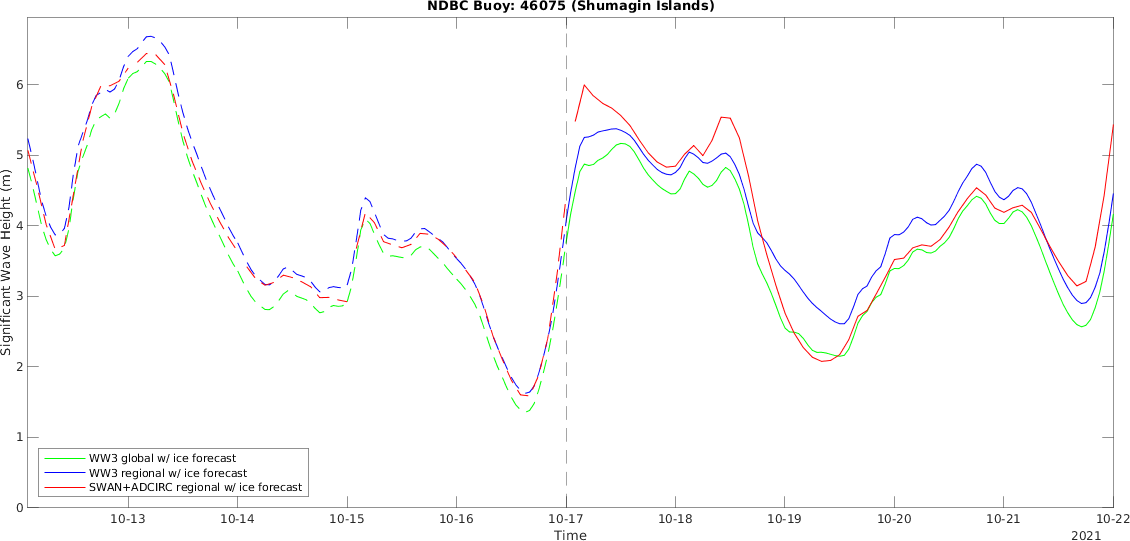 NDBC Buoy: 46075 (Shumagin Islands)
Significant Wave Height (m)
6
5
4
3
2
1
0
WW3 global w/ ice forecast
WW3 regional w/ ice forecast
SWAN+ADCIRC regional w/ ice forecast
10-13 10-14 10-15 10-16 10-17 10-18 10-19 10-20 10-21 10-22
Time
2021